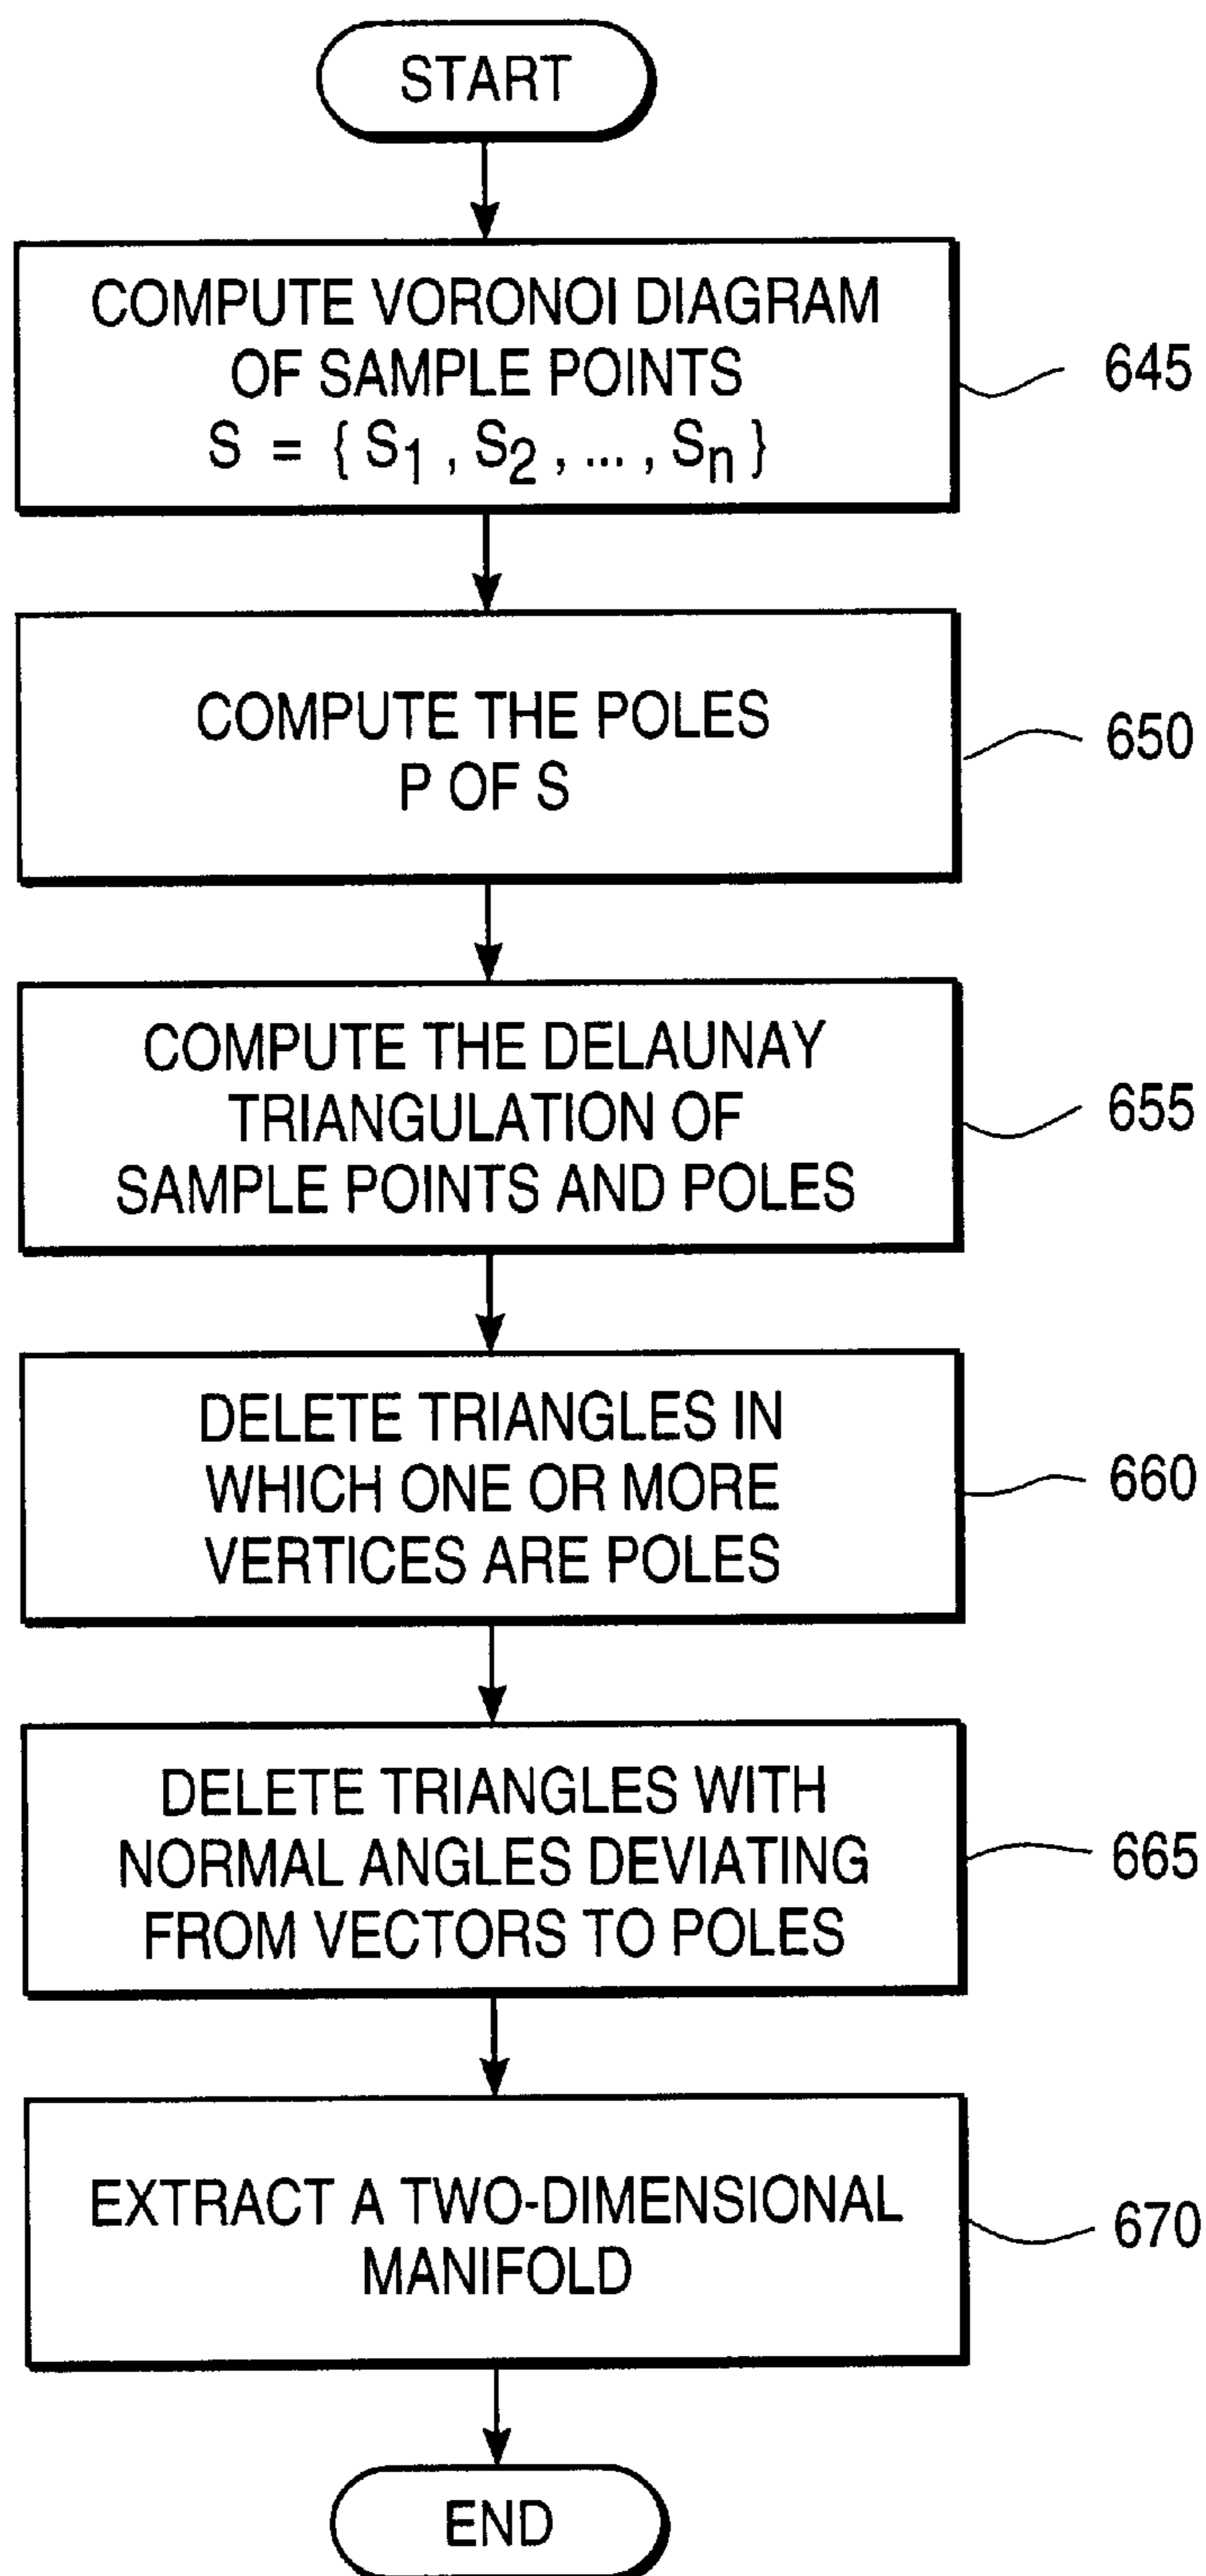 START
COMPUTE VORONOI DIAGRAM
OF SAMPLE POINTS
S = { S1 , S2 , ... , Sn }
645
COMPUTE THE POLES
P OF S
650
COMPUTE THE DELAUNAY
TRIANGULATION OF
SAMPLE POINTS AND POLES
655
DELETE TRIANGLES IN
WHICH ONE OR MORE
VERTICES ARE POLES
660
DELETE TRIANGLES WITH
NORMAL ANGLES DEVIATING
FROM VECTORS TO POLES
665
EXTRACT A TWO-DIMENSIONAL
MANIFOLD
670
END